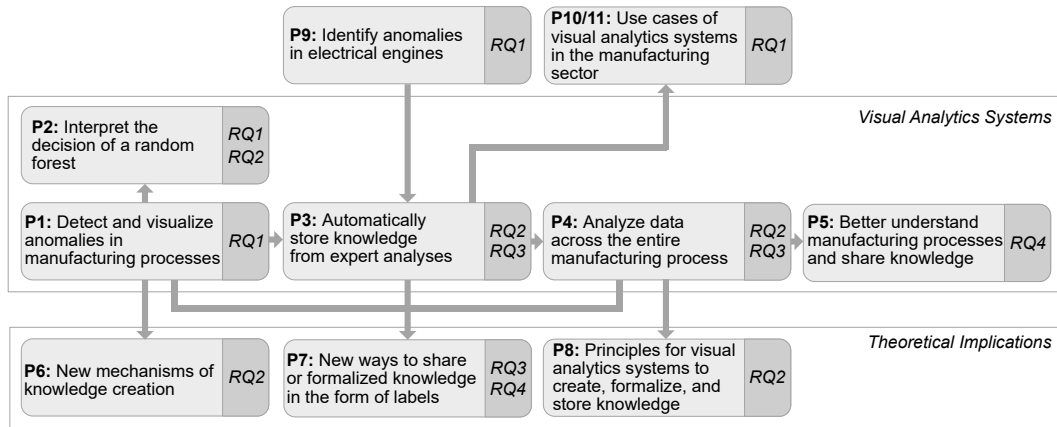 P9: Identify anomalies
in electrical engines
RQ1
P10/11: Use cases of
visual analytics systems
in the manufacturing
sector
RQ1
Visual Analytics Systems
P2: Interpret the
decision of a random
forest
RQ1
RQ2
P1: Detect and visualize
anomalies in
manufacturing processes
RQ1
P3: Automatically
store knowledge
from expert analyses
RQ2
RQ3
P4: Analyze data
across the entire
manufacturing process
RQ2
RQ3
P5: Better understand
manufacturing processes
and share knowledge
RQ4
Theoretical Implications
P6: New mechanisms of
knowledge creation
RQ2
P7: New ways to share
or formalized knowledge
in the form of labels
RQ3
RQ4
P8: Principles for visual
analytics systems to
create, formalize, and
store knowledge
RQ2